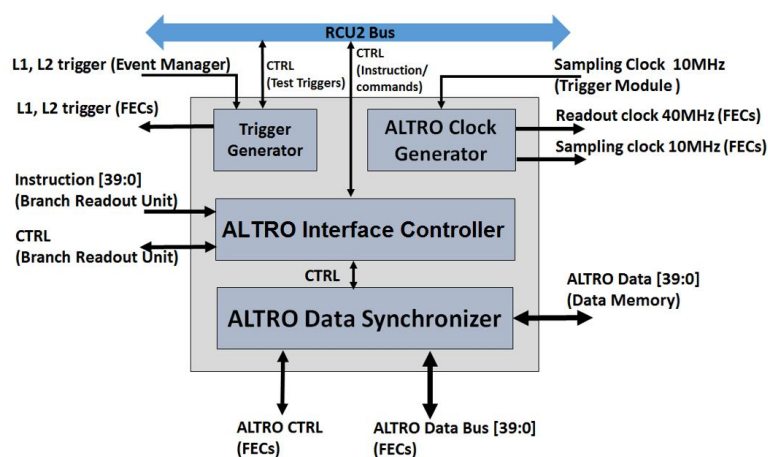 RCU2 Bus
L1, L2 trigger (Event Manager)
CTRL
(Test Triggers)
CTRL
(Instruction/
commands)
Sampling Clock 10MHz
(Trigger Module )
L1, L2 trigger (FECs)
Trigger
Generator
ALTRO Clock
Generator
Readout clock 40MHz (FECs)
Sampling clock 10MHz (FECs)
Instruction [39:0]
(Branch Readout Unit)
CTRL
(Branch Readout Unit)
ALTRO Interface Controller
CTRL
ALTRO Data [39:0]
(Data Memory)
ALTRO Data Synchronizer
ALTRO CTRL
(FECs)
ALTRO Data Bus [39:0]
(FECs)